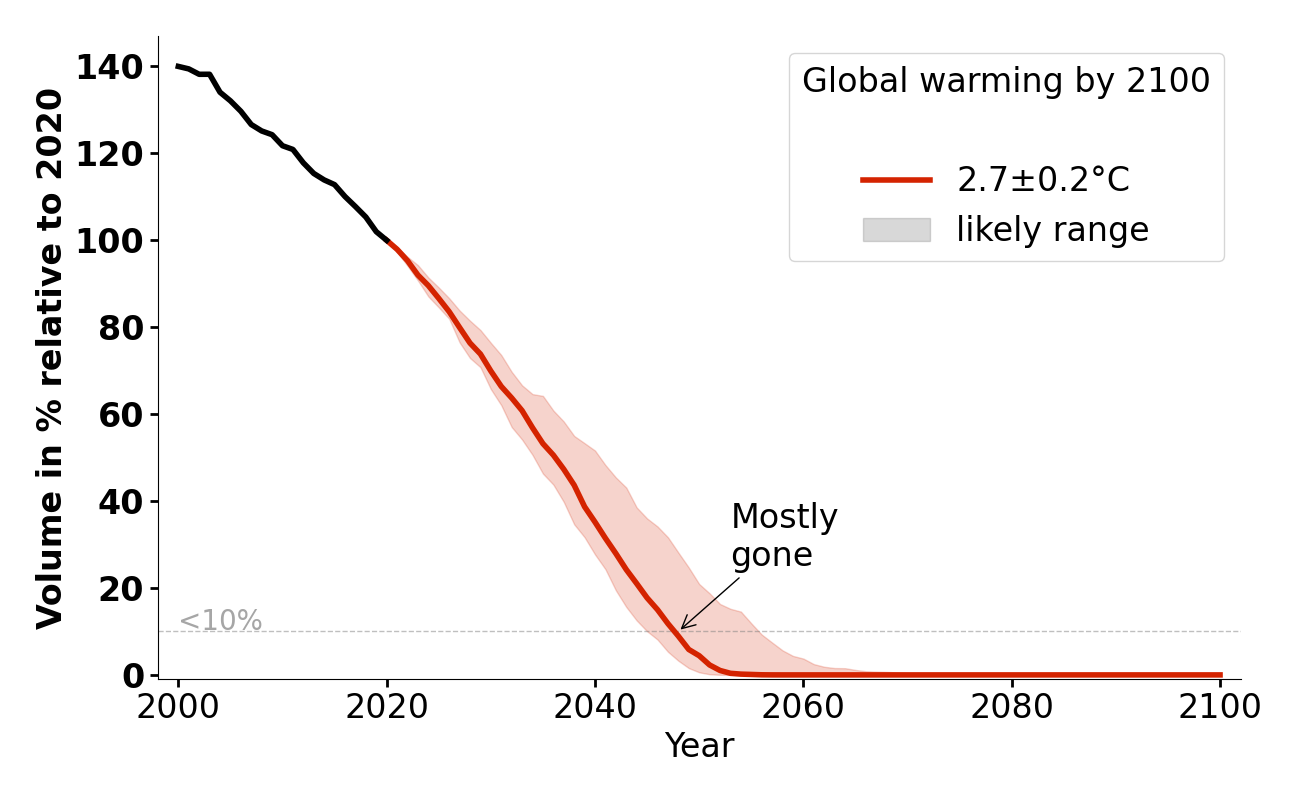 Volume in % relative to 2020
140
120
100
80
60
40
20
0
Global warming by 2100
2.7±0.2°C
likely range
Mostly
gone
<10%
2000 2020 2040 2060 2080 2100
Year